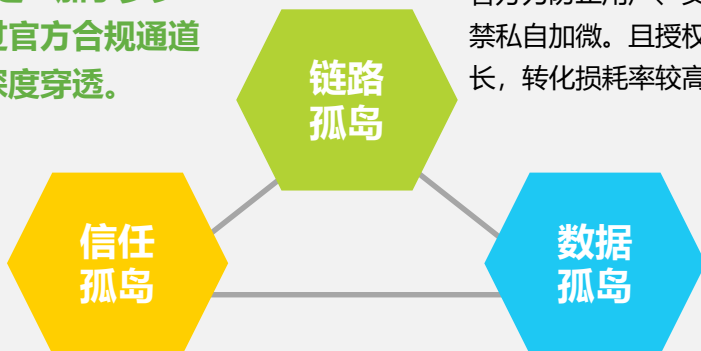 过官方合规通道
深度穿透。
禁私自加微。且授权
长，转化损耗率较高
链路
孤岛
信任
孤岛
数据
孤岛